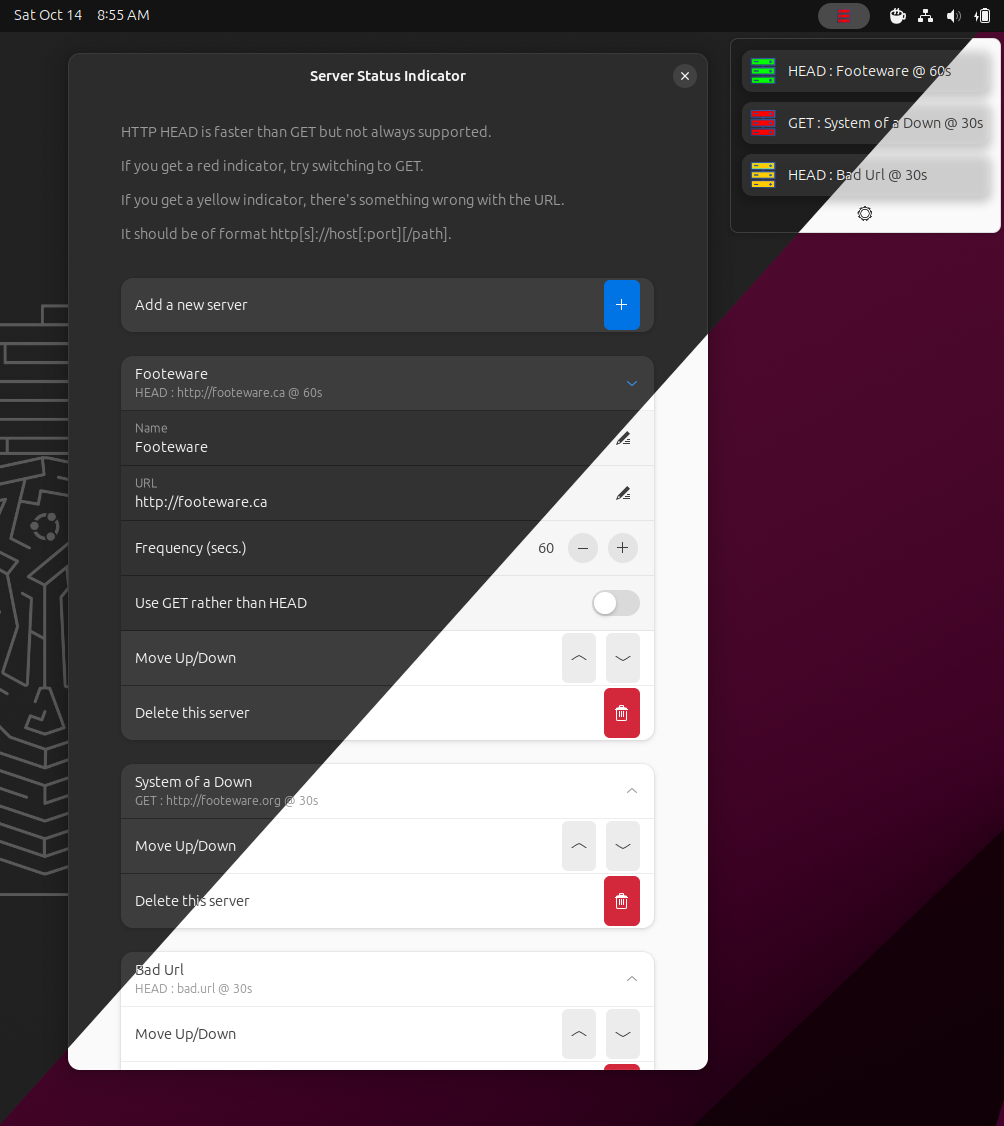 Sat Oct 14 8:55 AM
Server Status Indicator
HTTP HEAD is faster than GET but not always supported.
If you get a red indicator, try switching to GET.
If you get a yellow indicator, there's something wrong with the URL.
It should be of format http[s]://host[:port][/path].
Add a new server
Footeware
HEAD : http://footeware.ca @ 60s
Name
Footeware
URL
http://footeware.ca
Frequency (secs.) 60
Use GET rather than HEAD
Move Up/Down
Delete this server
System of a Down
GET : http://footeware.org @ 30s
Move Up/Down
Delete this server
Bad Url
HEAD : bad.url @ 30s
Move Up/Down
HEAD : Footeware @ 60s
GET : System of a Down @ 30s
HEAD : Bad Url @ 30s